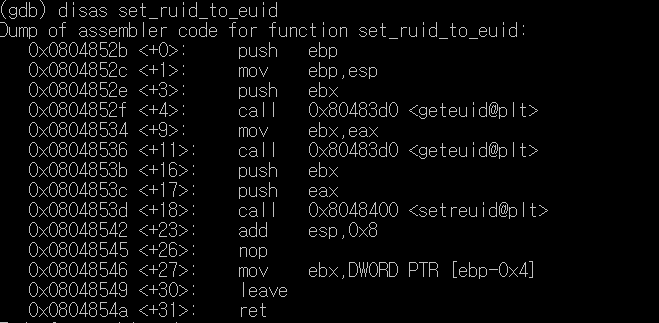 (gdb) disas set_ruid_to_euid
Dump of assembler code for function set_ruid_to_euid:
0x0804852b <+0>: push ebp
0x0804852c <+1>: mov ebp,esp
0x0804852e <+3>: push ebx
0x0804852f <+4>: call 0x80483d0 <geteuid@plt>
0x08048534 <+9>: mov ebx,eax
0x08048536 <+11>: call 0x80483d0 <geteuid@plt>
0x0804853b <+16>: push ebx
0x0804853c <+17>: push eax
0x0804853d <+18>: call 0x8048400 <setreuid@plt>
0x08048542 <+23>: add esp,0x8
0x08048545 <+26>: nop
0x08048546 <+27>: mov ebx,DWORD PTR [ebp-0x4]
0x08048549 <+30>: leave
0x0804854a <+31>: ret